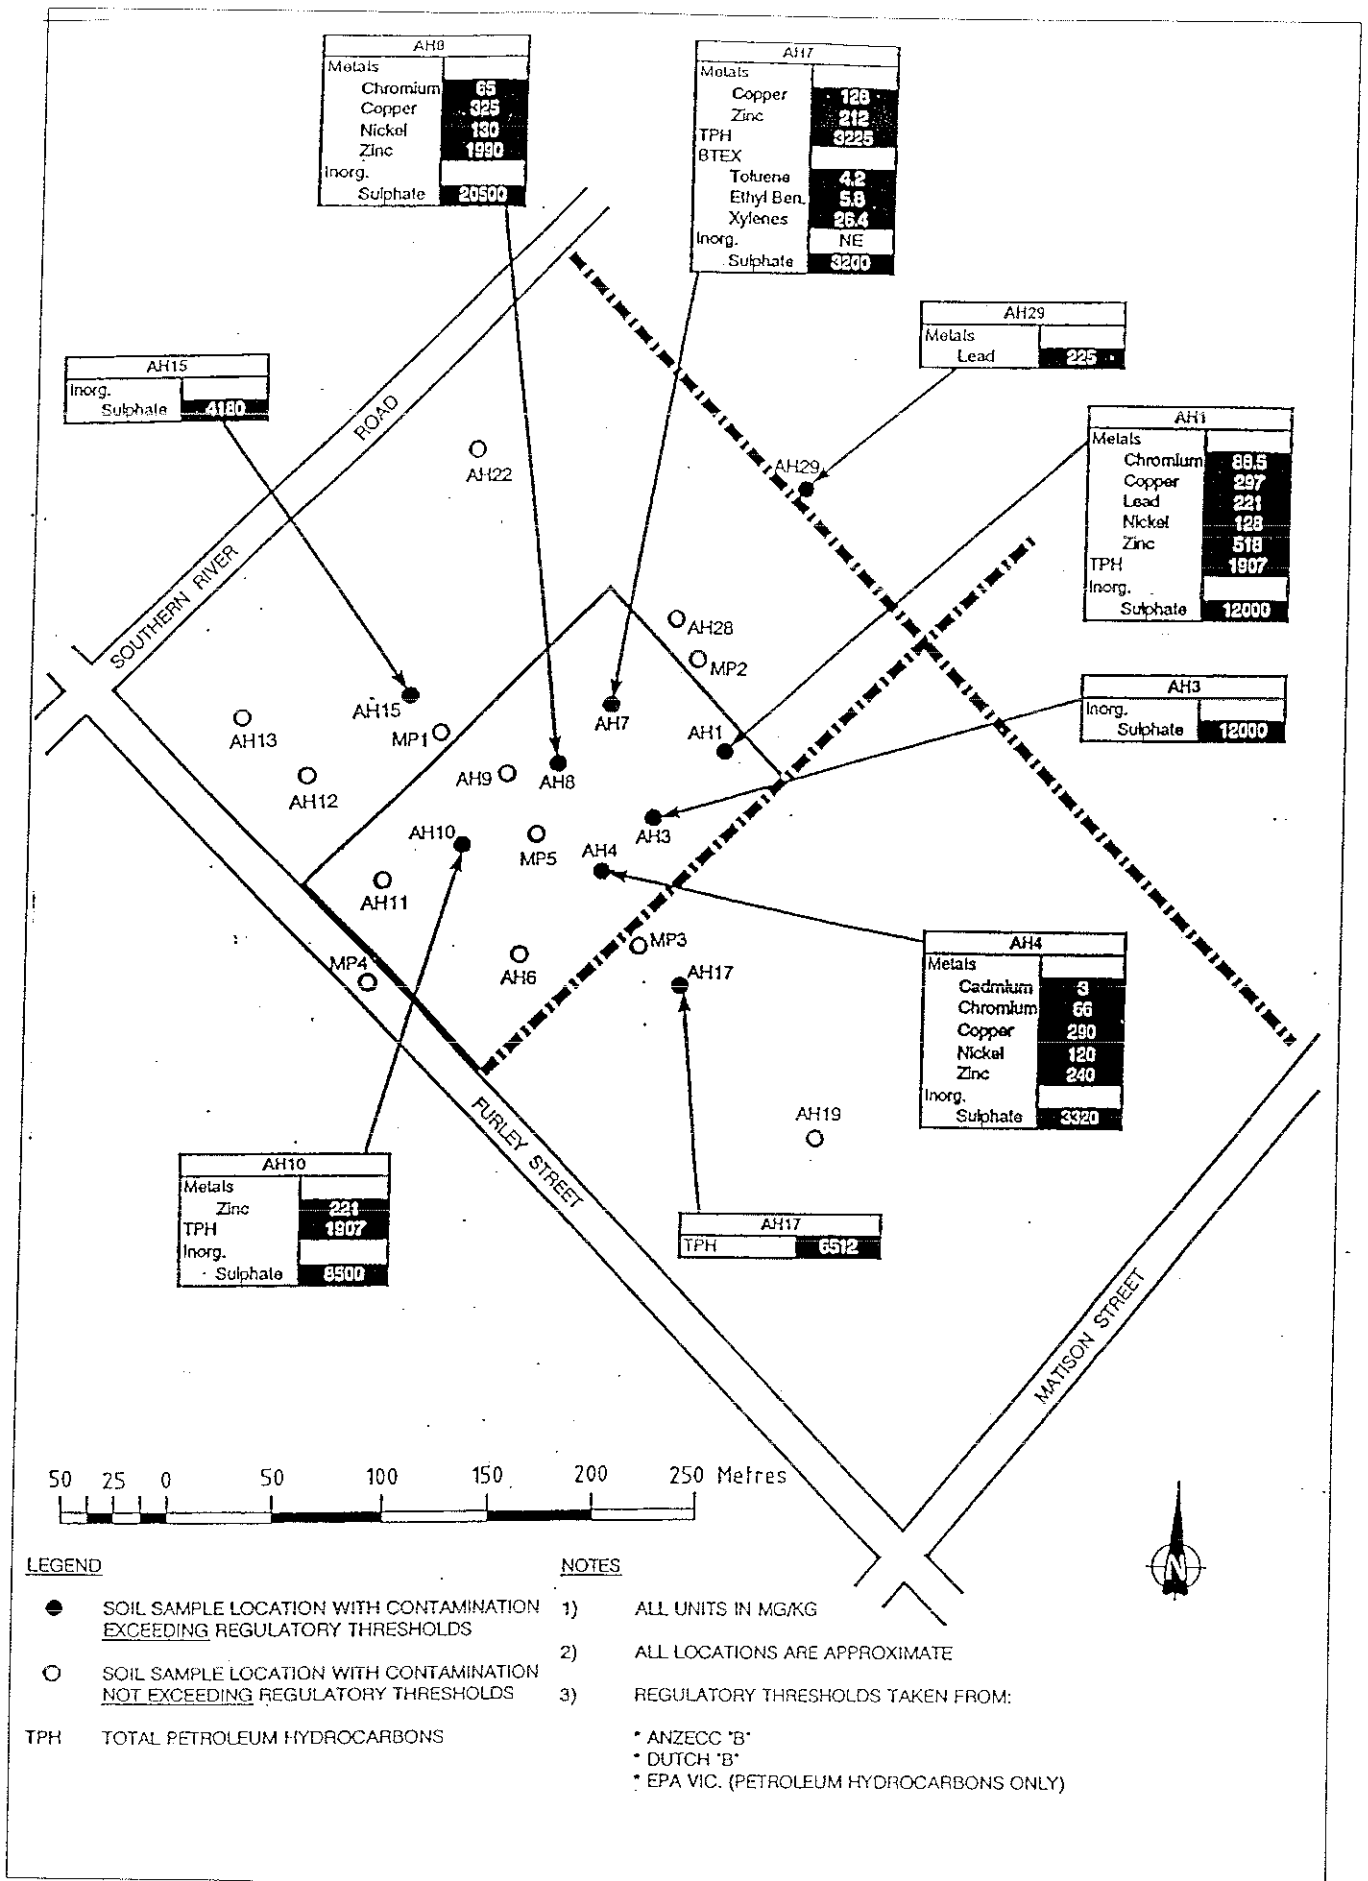 AH8
Metals
Chromium 65
Copper 325
Nickel 130
Zinc 1990
Inorg.
Sulphate 20500
AH7
Metals
Copper 128
Zinc 212
TPH 3225
BTEX
Toluene 4.2
Ethyl Ben. 5.8
Xylenes 26.4
Inorg. NE
Sulphate 3200
AH29
Metals
Lead 225
AH15
Inorg.
Sulphate 4180
AH1
Metals
Chromium 88.5
Copper 297
Lead 221
Nickel 128
Zinc 518
TPH 1907
Inorg.
Sulphate 12000
AH3
Inorg.
Sulphate 12000
SOUTHERN RIVER ROAD
AH22
AH29
AH28
MP2
AH15
AH7
AH13
MP1
AH1
AH12
AH9
AH8
AH10
MP5
AH4
AH3
AH11
MP4
AH6
MP3
AH17
AH19
FURLEY STREET
MATISON STREET
AH4
Metals
Cadmium 3
Chromium 66
Copper 290
Nickel 120
Zinc 240
Inorg.
Sulphate 3320
AH10
Metals
Zinc 221
TPH 1907
Inorg.
Sulphate 8500
AH17
TPH 6512
50 25 0 50 100 150 200 250 Metres
LEGEND
SOIL SAMPLE LOCATION WITH CONTAMINATION
EXCEEDING REGULATORY THRESHOLDS
SOIL SAMPLE LOCATION WITH CONTAMINATION
NOT EXCEEDING REGULATORY THRESHOLDS
TPH TOTAL PETROLEUM HYDROCARBONS
NOTES
1) ALL UNITS IN MG/KG
2) ALL LOCATIONS ARE APPROXIMATE
3) REGULATORY THRESHOLDS TAKEN FROM:
* ANZECC "B"
* DUTCH "B"
* EPA VIC. (PETROLEUM HYDROCARBONS ONLY)
N